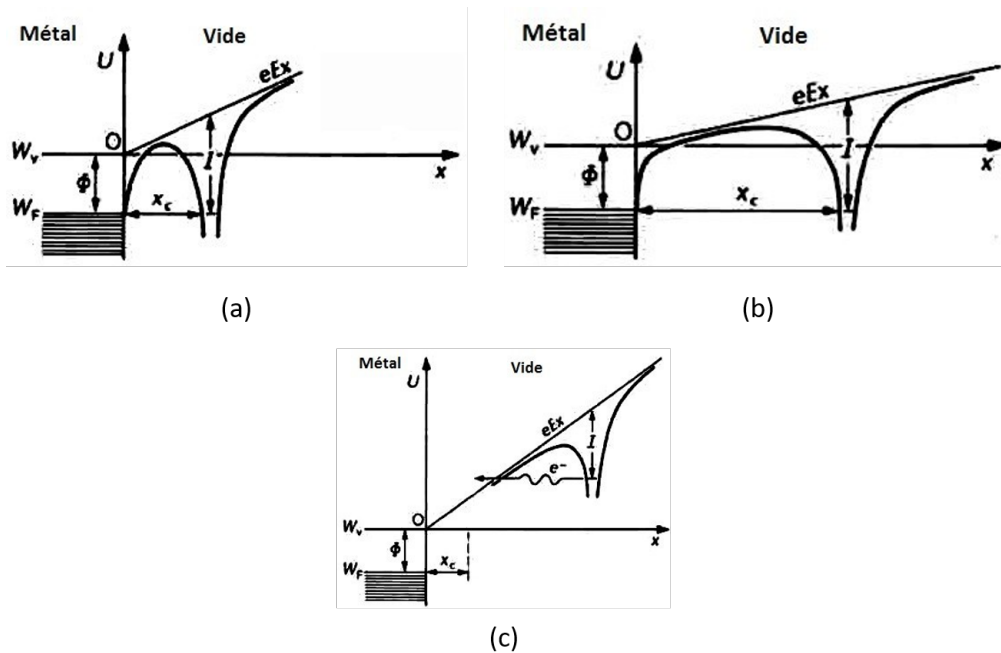 Métal Vide
U
eEx
O
Wv
x
Φ
I
WF
xc
(a)
Métal Vide
U
eEx
O
Wv
x
Φ
I
WF
xc
(b)
Métal Vide
U
eEx
I
e-
O
Wv
x
Φ
xc
WF
(c)